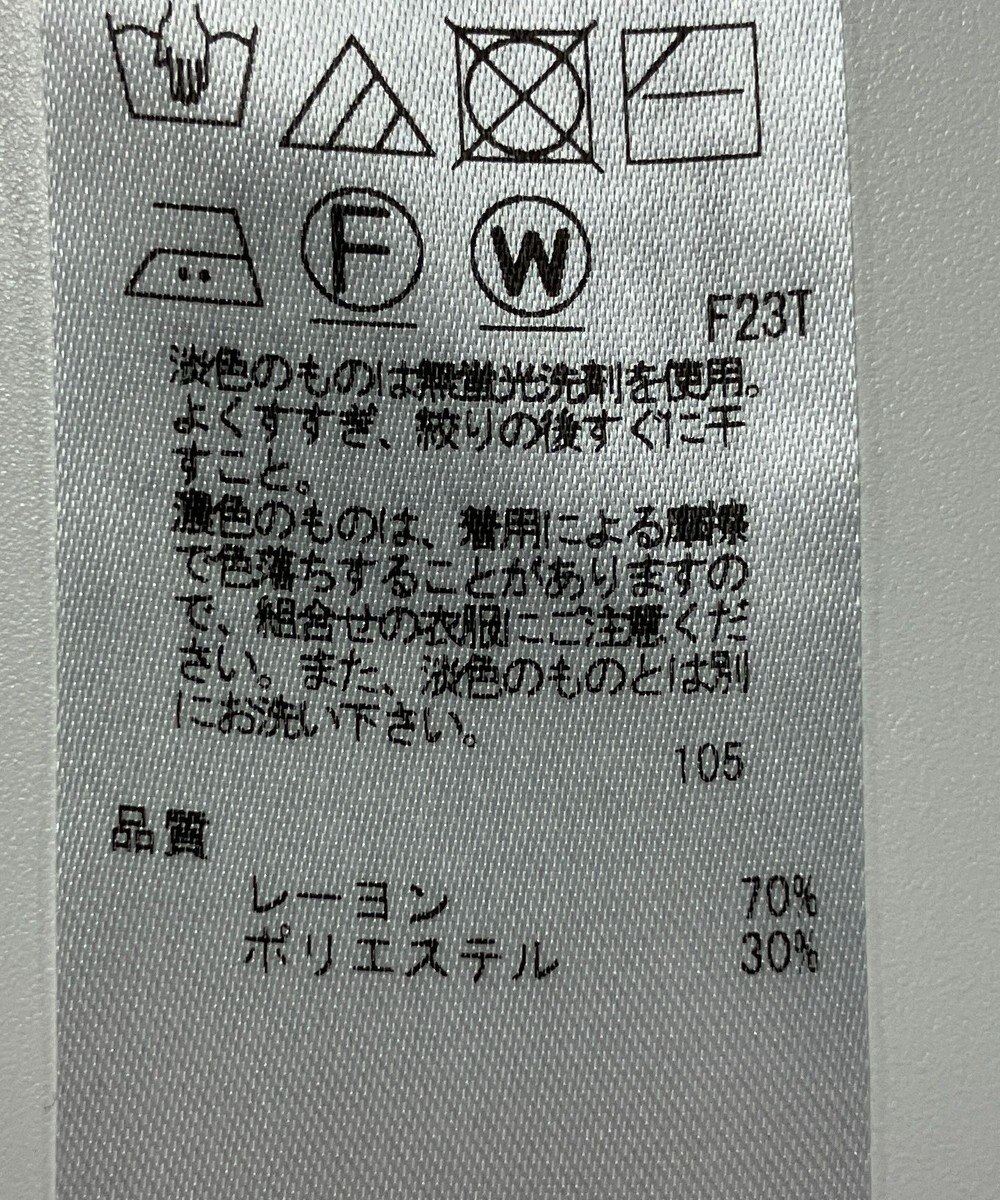 F W
F23T
淡色のものは無蛍光洗剤を使用。
よくすすぎ、絞りの後すぐに干
すこと。
濃色のものは、着用による摩擦
で色落ちすることがありますの
で、組合せの衣服にご注意くだ
さい。また、淡色のものとは別
にお洗い下さい。
105
品質
レーヨン 70%
ポリエステル 30%